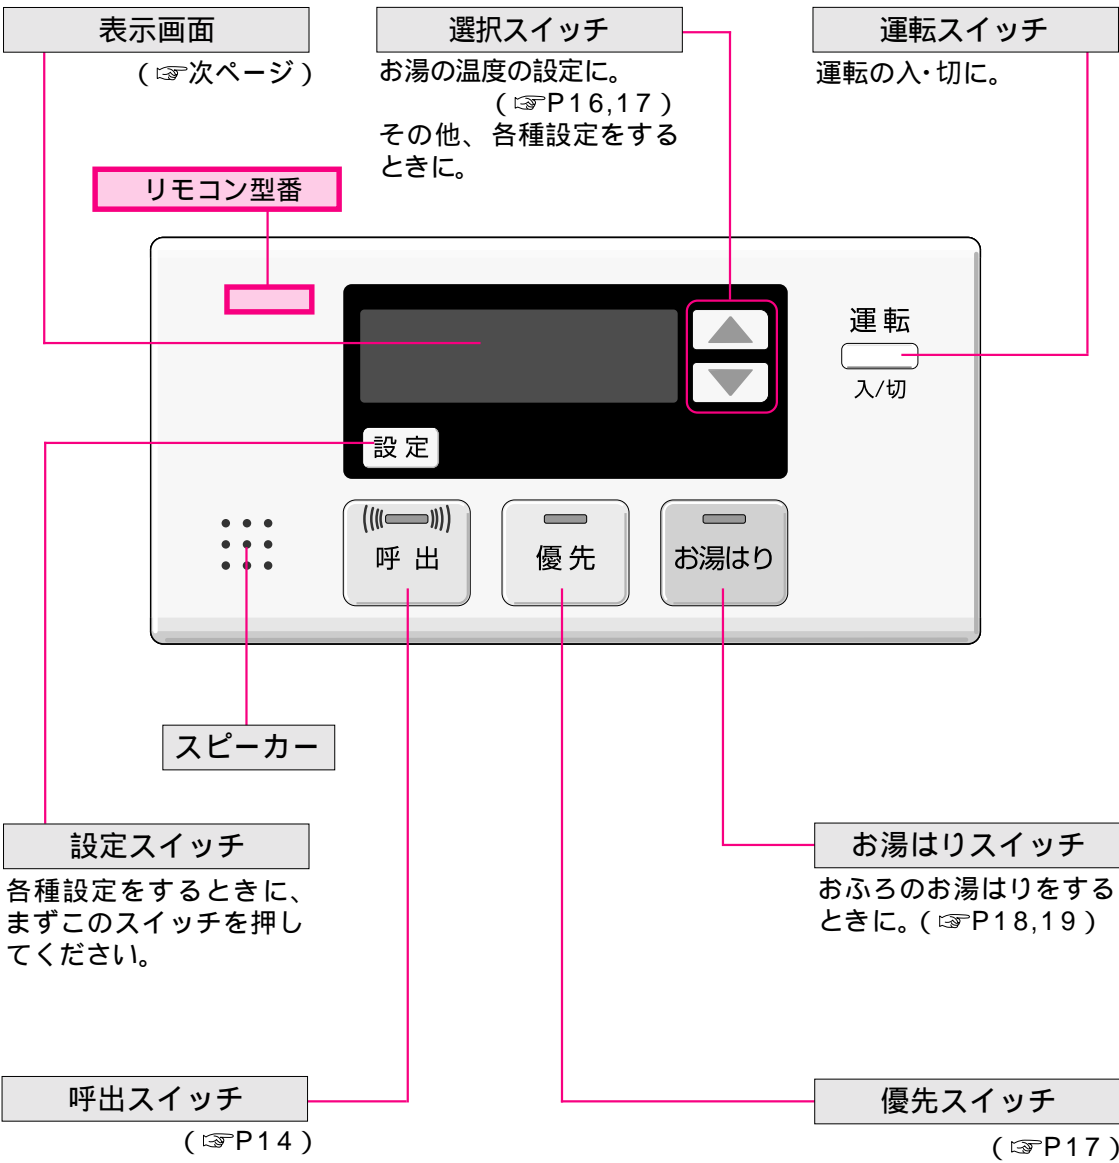 表示画面
(☞次ページ)
選択スイッチ
お湯の温度の設定に。
(☞P16,17)
その他、各種設定をする
ときに。
運転スイッチ
運転の入・切に。
リモコン型番
運転
入/切
設定
呼出
優先
お湯はり
スピーカー
設定スイッチ
各種設定をするときに、
まずこのスイッチを押し
てください。
お湯はりスイッチ
おふろのお湯はりをする
ときに。(☞P18,19)
呼出スイッチ
(☞P14)
優先スイッチ
(☞P17)